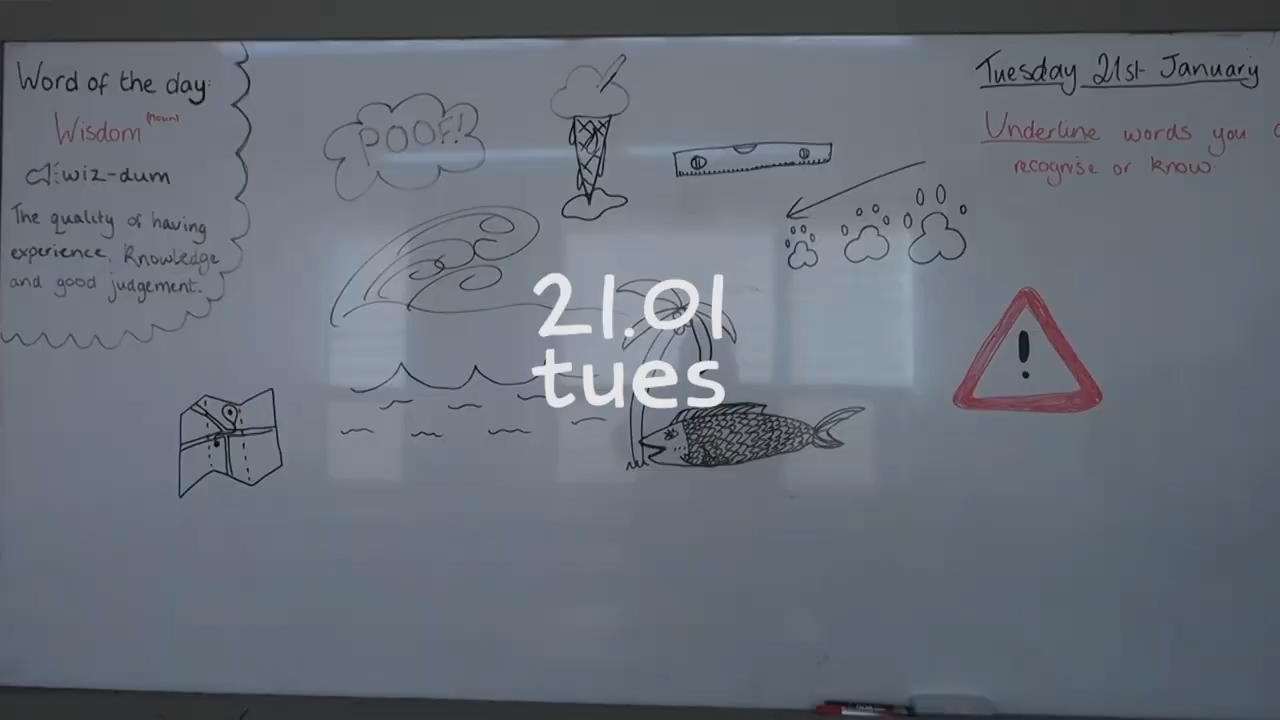 Word of the day:
Wisdom (noun)
wiz-dum
The quality of having
experience, knowledge
and good judgement.
POOF!
Tuesday 21st January
Underline words you
recognise or know.
!
21.01
tues